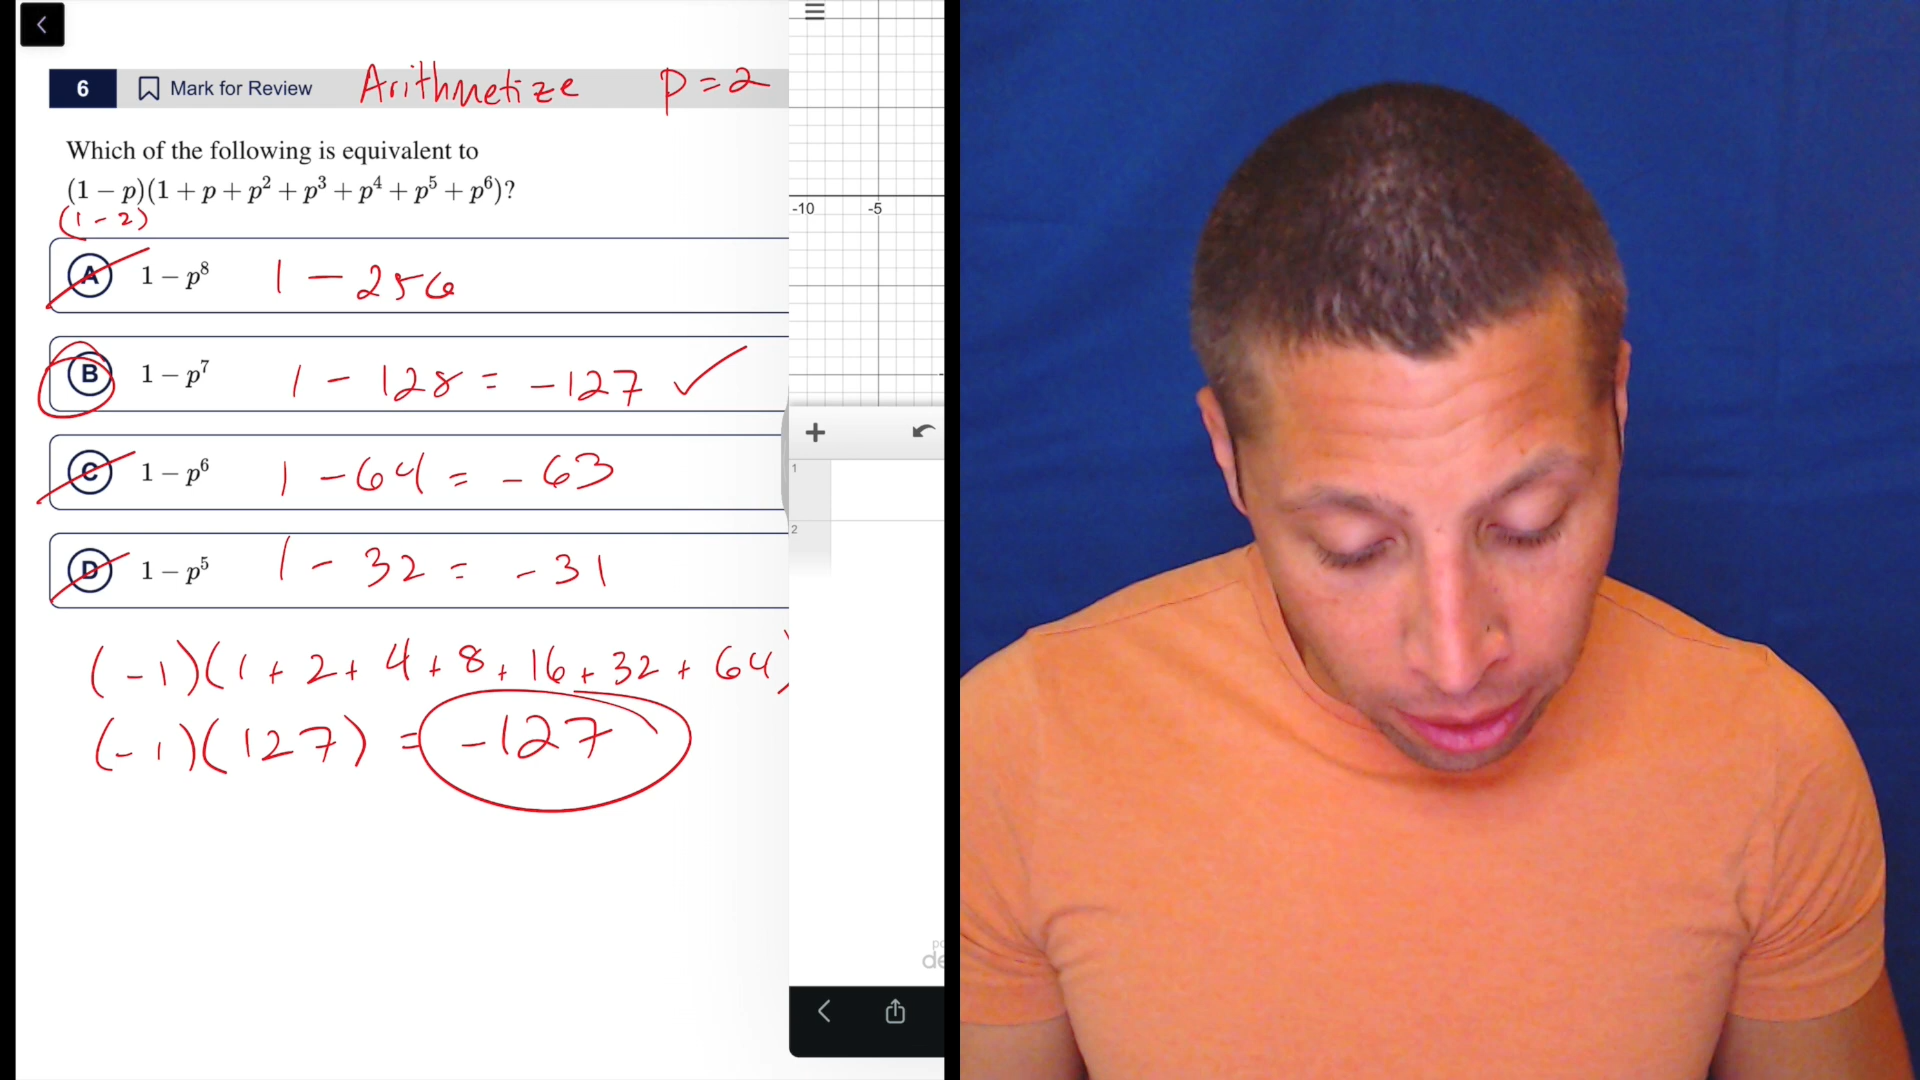 6 Mark for Review Arithmetize p = 2
Which of the following is equivalent to
(1 − p)(1 + p + p² + p³ + p⁴ + p⁵ + p⁶)?
(1 - 2)
A 1 − p⁸ 1 - 256
B 1 − p⁷ 1 - 128 = -127 ✓
C 1 − p⁶ 1 - 64 = -63
D 1 − p⁵ 1 - 32 = -31
(-1)(1 + 2 + 4 + 8 + 16 + 32 + 64)
(-1)(127) = -127
-10 -5
1
2